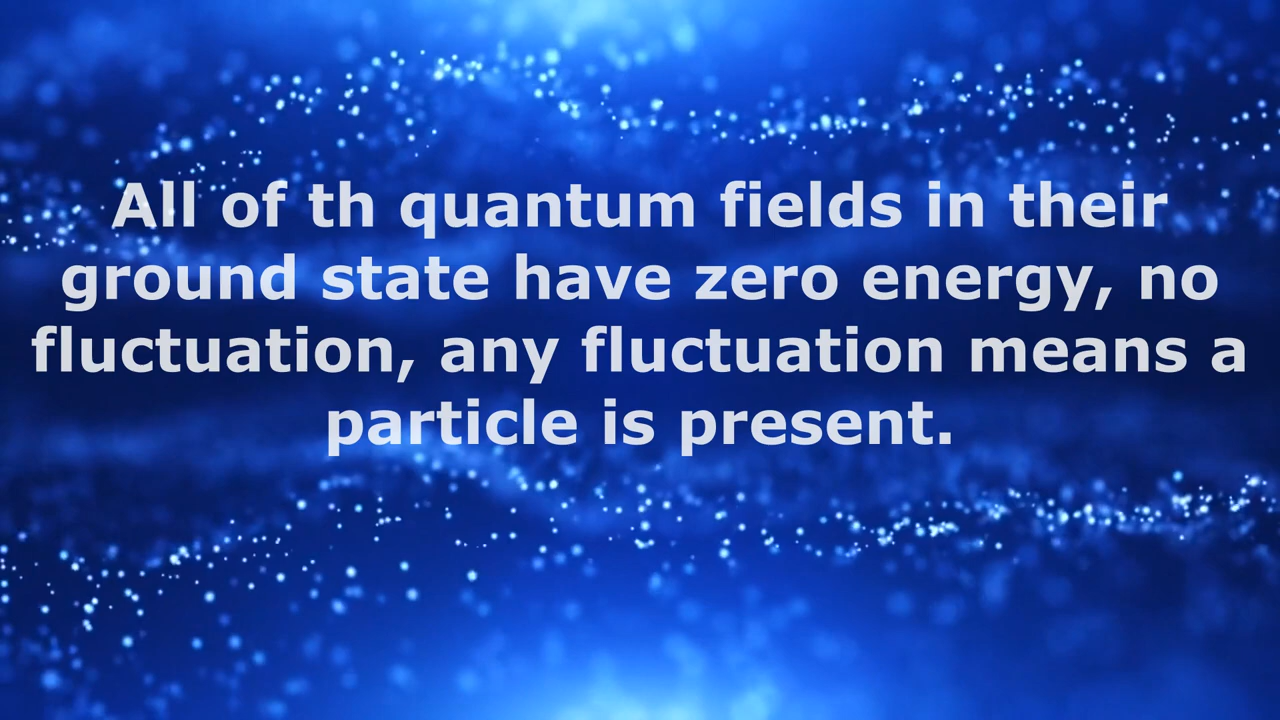 All of th quantum fields in their
ground state have zero energy, no
fluctuation, any fluctuation means a
particle is present.